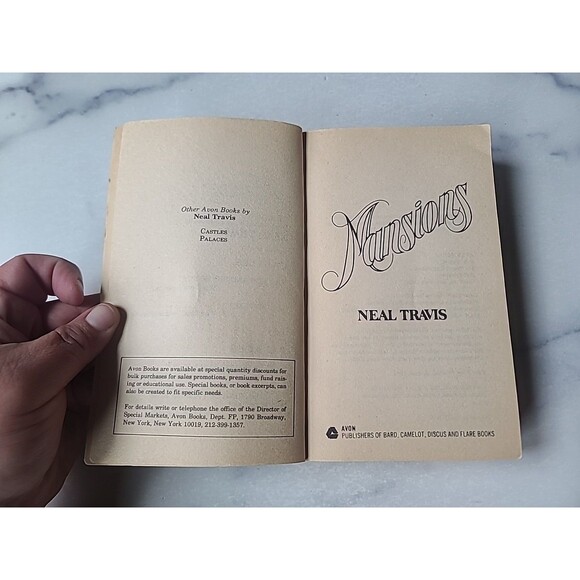 Other Avon Books by
Neal Travis
CASTLES
PALACES
Avon Books are available at special quantity discounts for
bulk purchases for sales promotions, premiums, fund rais-
ing or educational use. Special books, or book excerpts, can
also be created to fit specific needs.
For details write or telephone the office of the Director of
Special Markets, Avon Books, Dept. FP, 1790 Broadway,
New York, New York 10019, 212-399-1357.
Mansions
NEAL TRAVIS
AVON
PUBLISHERS OF BARD, CAMELOT, DISCUS AND FLARE BOOKS